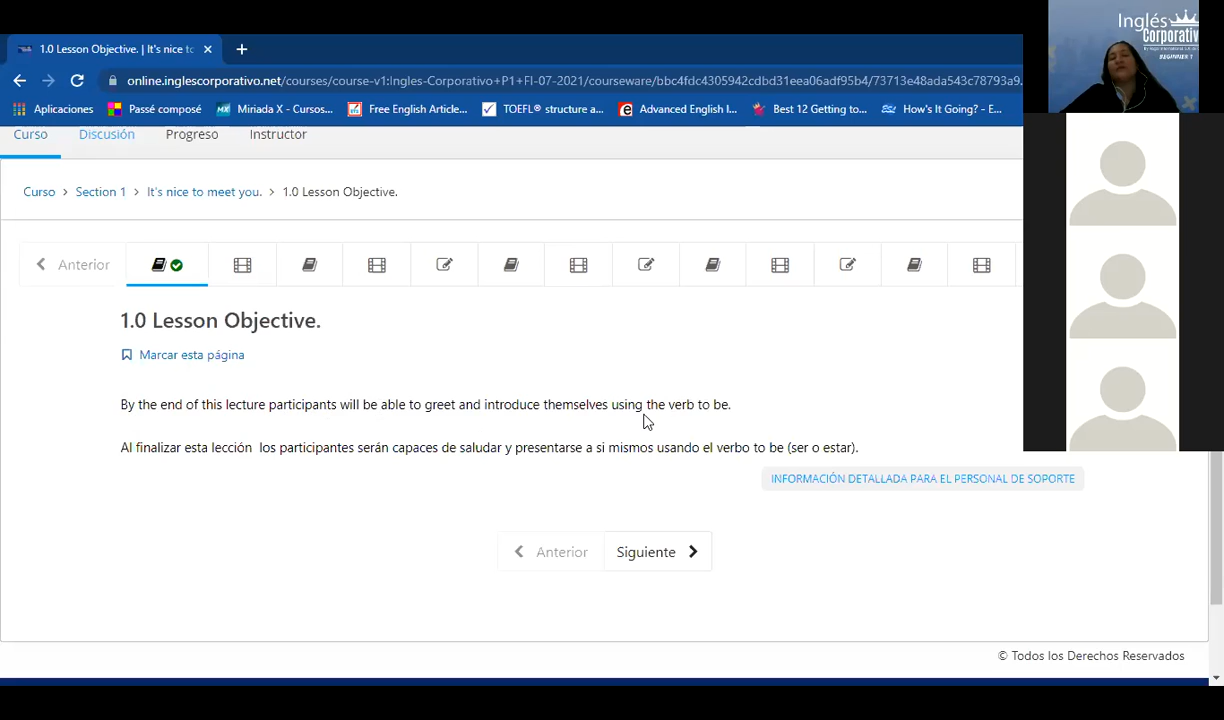 1.0 Lesson Objective. | It's nice to
online.inglescorporativo.net/courses/course-v1:Ingles-Corporativo+P1+FI-07-2021/courseware/bbc4fdc4305942cdbd31eea06adf95b4/73713e48ada543c78793a9.
Aplicaciones Passé composé Miriada X - Cursos... Free English Article... TOEFL® structure a... Advanced English I... Best 12 Getting to... How's It Going? – E...
Inglés
Corporativo
BEGINNER 1
Curso Discusión Progreso Instructor
Curso > Section 1 > It's nice to meet you. > 1.0 Lesson Objective.
Anterior
1.0 Lesson Objective.
Marcar esta página
By the end of this lecture participants will be able to greet and introduce themselves using the verb to be.
Al finalizar esta lección los participantes serán capaces de saludar y presentarse a si mismos usando el verbo to be (ser o estar).
INFORMACIÓN DETALLADA PARA EL PERSONAL DE SOPORTE
Anterior Siguiente
© Todos los Derechos Reservados